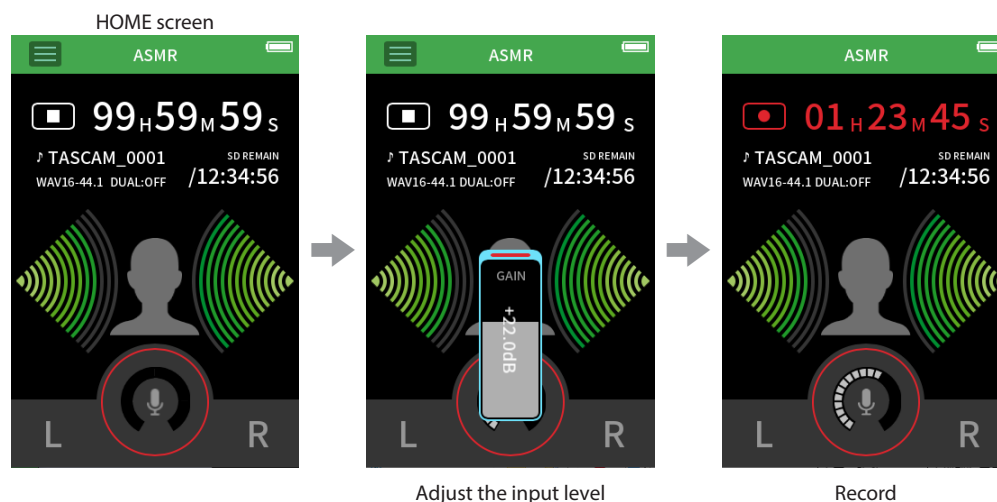 HOME screen
ASMR
99H59M59S
♪ TASCAM_0001
SD REMAIN
WAV16-44.1 DUAL:OFF
/12:34:56
L
R
ASMR
99H59M59S
♪ TASCAM_0001
SD REMAIN
WAV16-44.1 DUAL:OFF
/12:34:56
GAIN
+22.0dB
L
R
Adjust the input level
ASMR
01H23M45S
♪ TASCAM_0001
SD REMAIN
WAV16-44.1 DUAL:OFF
/12:34:56
L
R
Record